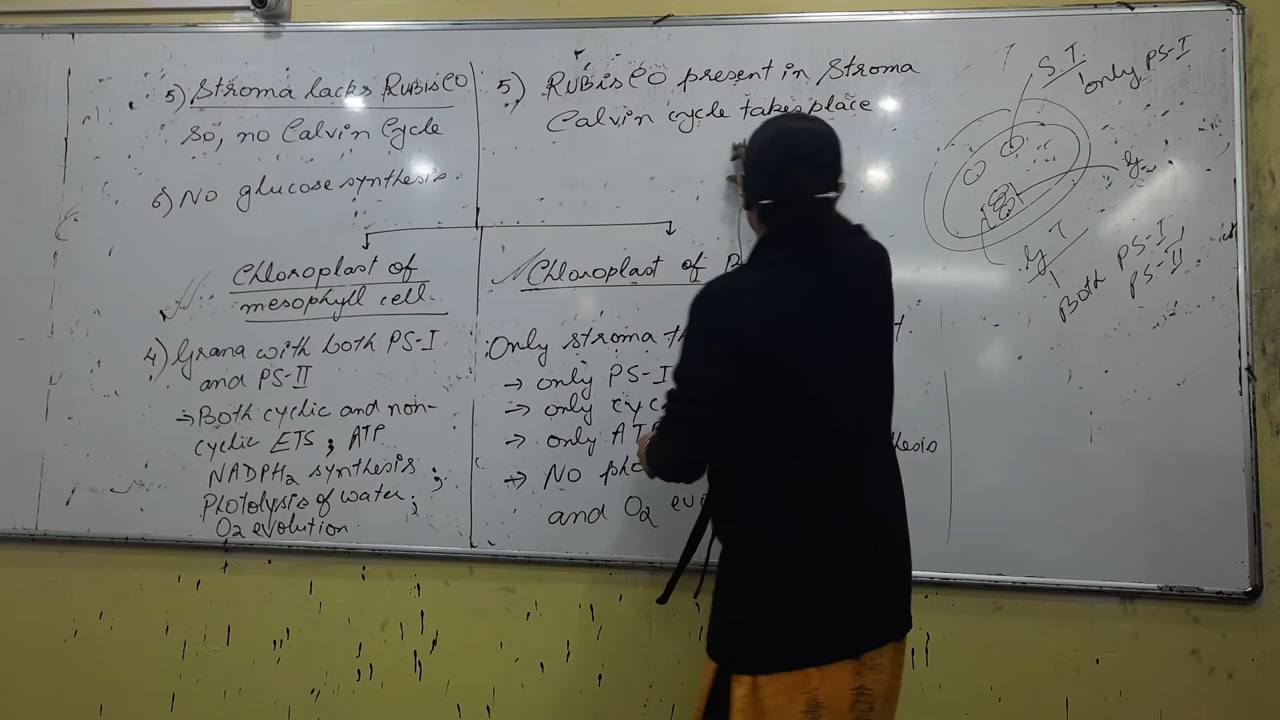 5) Stroma lacks RUBISCO
So, no Calvin Cycle
6) No glucose synthesis.
5) RUBISCO present in Stroma
Calvin cycle takes place
Chloroplast of
mesophyll cell.
4) Grana with both PS-I
and PS-II
→ Both cyclic and non-
cyclic ETS ; ATP
NADPH2 synthesis ;
Photolysis of water ;
O2 evolution.
Chloroplast of
Only stroma
→ only PS-I
→ only
→ only
→ No
and O2
S.T.
only PS-I
g.T
Both PS-I,
PS-II